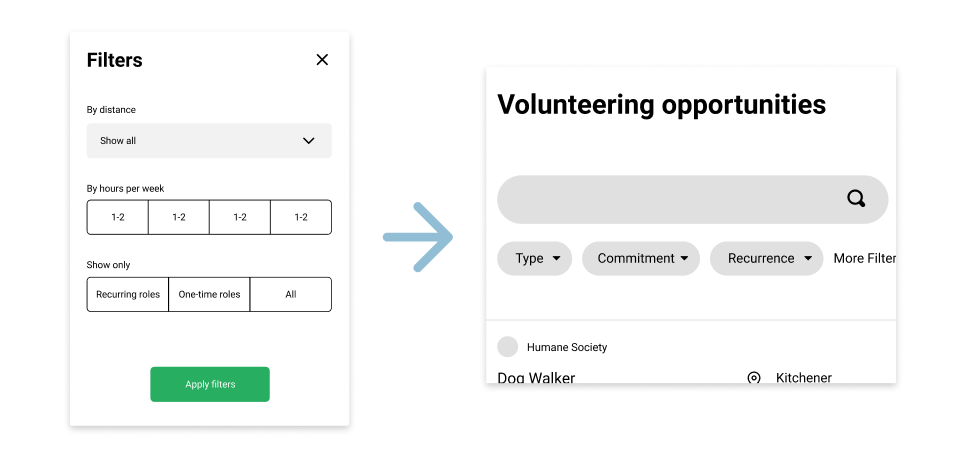 Filters
By distance
Show all
By hours per week
1-2 1-2 1-2 1-2
Show only
Recurring roles One-time roles All
Apply filters
Volunteering opportunities
Type Commitment Recurrence More Filter
Humane Society
Dog Walker Kitchener